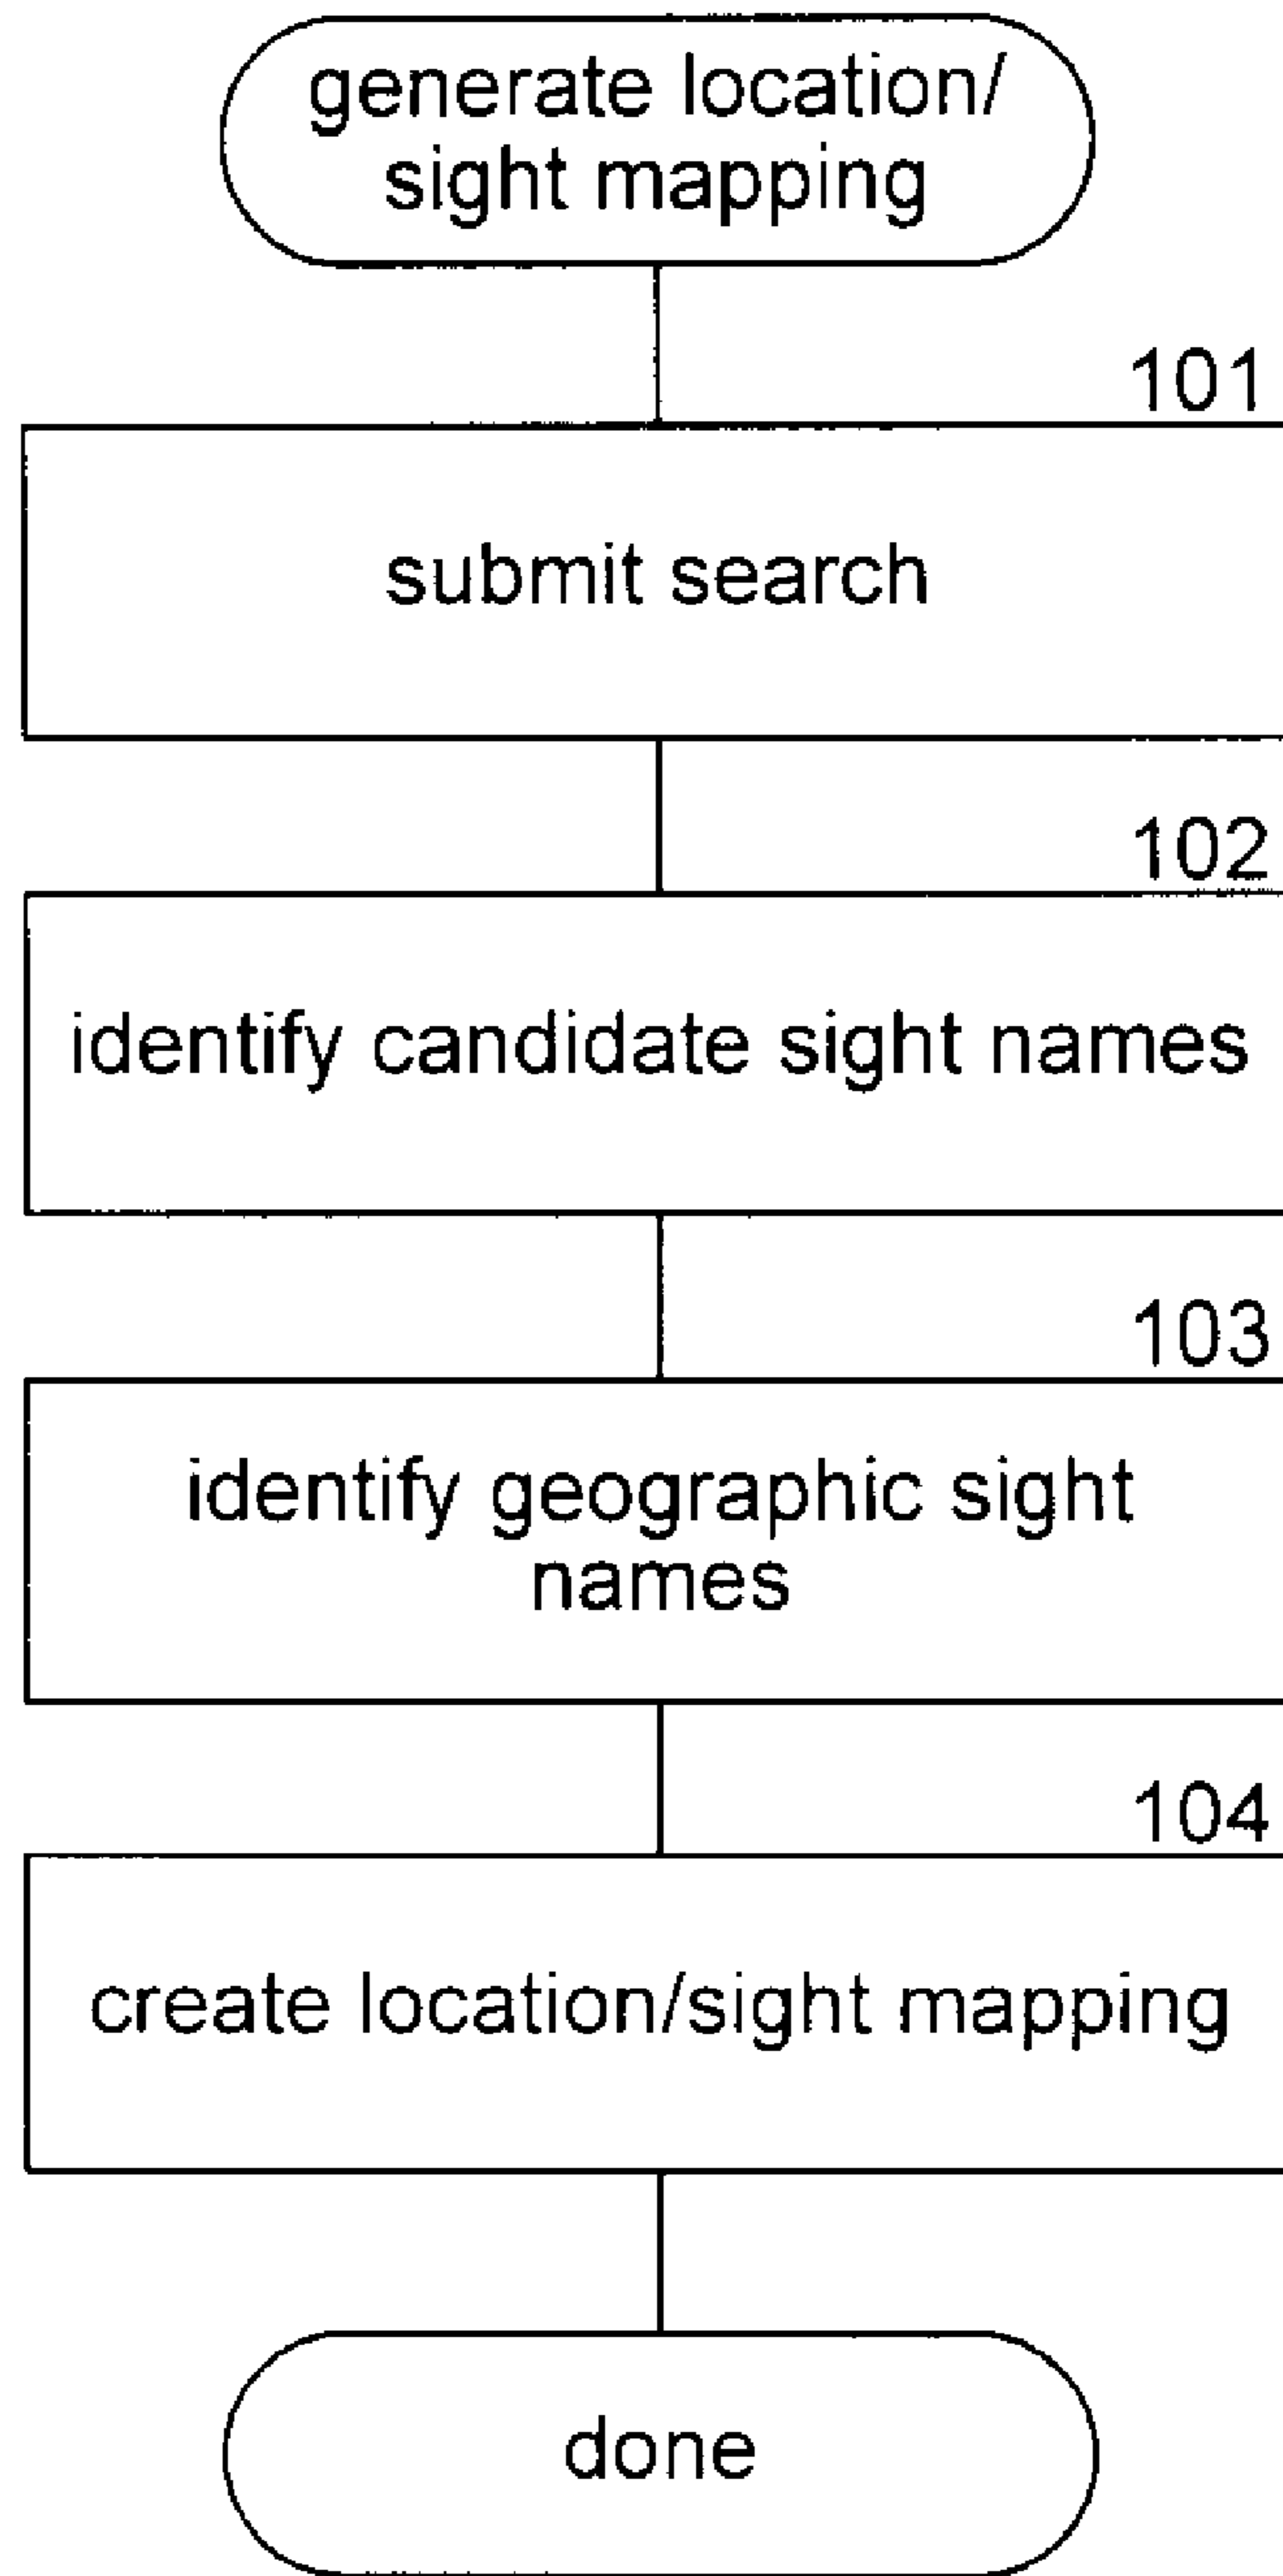 generate location/
sight mapping
101
submit search
102
identify candidate sight names
103
identify geographic sight
names
104
create location/sight mapping
done